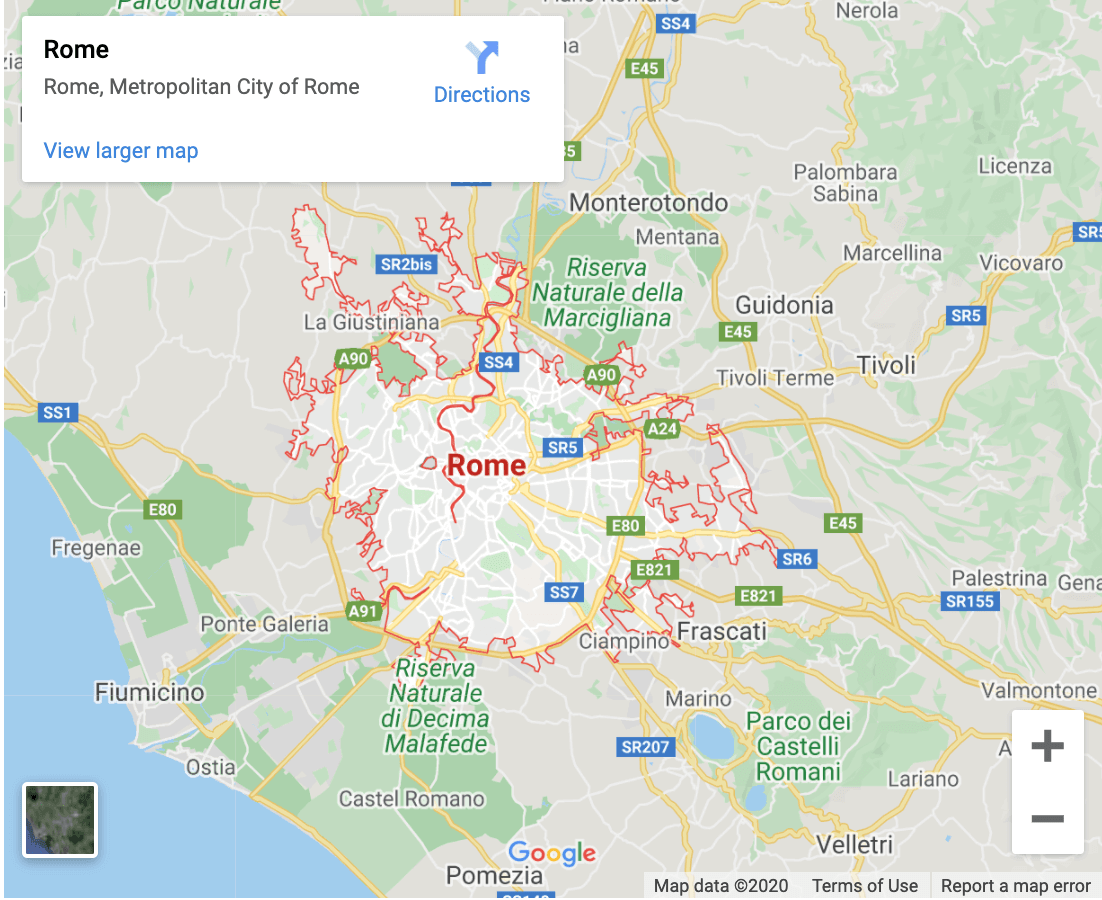 Parco Naturale
Nerola
SS4
Rome
Rome, Metropolitan City of Rome
Directions
View larger map
E45
Palombara
Sabina
Licenza
Monterotondo
Mentana
SR2bis
Riserva
Naturale della
Marcigliana
Marcellina
Vicovaro
Guidonia
SR5
La Giustiniana
E45
A90
SS4
A90
Tivoli Terme
Tivoli
SS1
A24
SR5
Rome
E80
E80
E45
Fregenae
SR6
E821
Palestrina
SS7
E821
SR155
A91
Ponte Galeria
Ciampino
Frascati
Riserva
Naturale
di Decima
Malafede
Fiumicino
Marino
Valmontone
Parco dei
Castelli
Romani
SR207
Ostia
Lariano
Castel Romano
Velletri
Google
Pomezia
Map data ©2020
Terms of Use
Report a map error